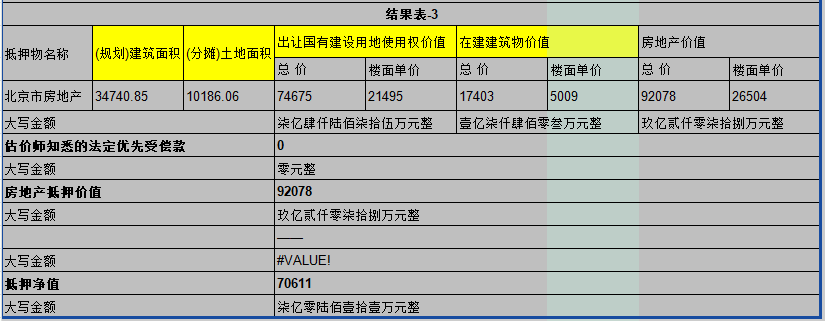 结果表-3
抵押物名称 (规划)建筑面积 (分摊)土地面积 出让国有建设用地使用权价值 在建建筑物价值 房地产价值
总 价 楼面单价 总 价 楼面单价 总 价 楼面单价
北京市房地产 34740.85 10186.06 74675 21495 17403 5009 92078 26504
大写金额 柒亿肆仟陆佰柒拾伍万元整 壹亿柒仟肆佰零叁万元整 玖亿贰仟零柒拾捌万元整
估价师知悉的法定优先受偿款 0
大写金额 零元整
房地产抵押价值 92078
大写金额 玖亿贰仟零柒拾捌万元整
——
大写金额 #VALUE!
抵押净值 70611
大写金额 柒亿零陆佰壹拾壹万元整